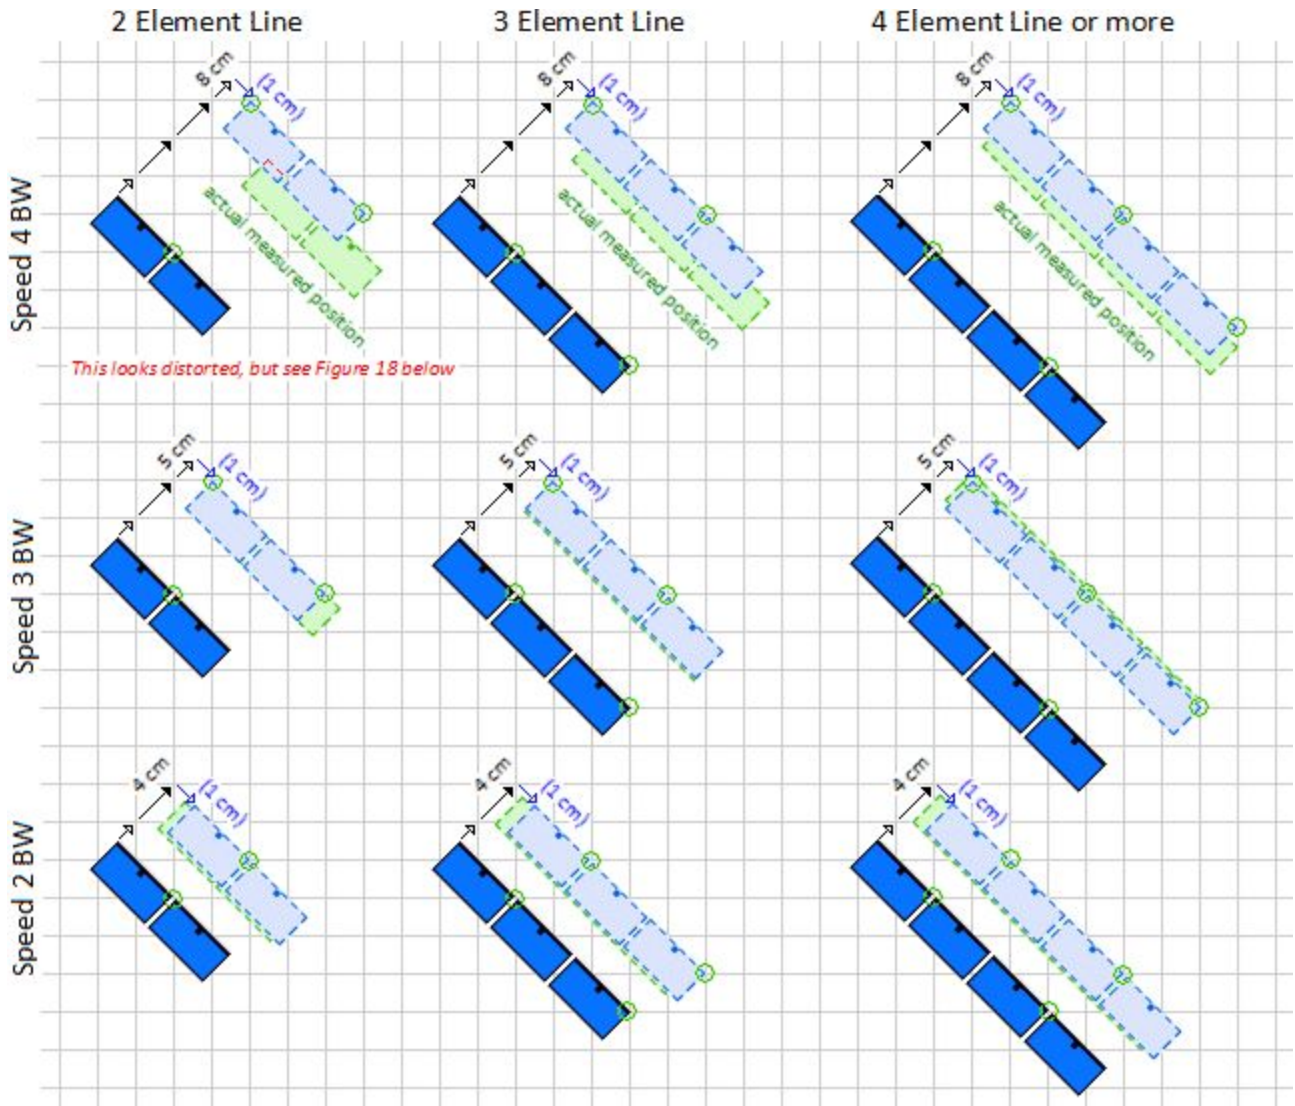 2 Element Line
3 Element Line
4 Element Line or more
Speed 4 BW
8 cm
(1 cm)
actual measured position
8 cm
(1 cm)
actual measured position
8 cm
(1 cm)
actual measured position
This looks distorted, but see Figure 18 below
Speed 3 BW
5 cm
(1 cm)
5 cm
(1 cm)
5 cm
(1 cm)
Speed 2 BW
4 cm
(1 cm)
4 cm
(1 cm)
4 cm
(1 cm)